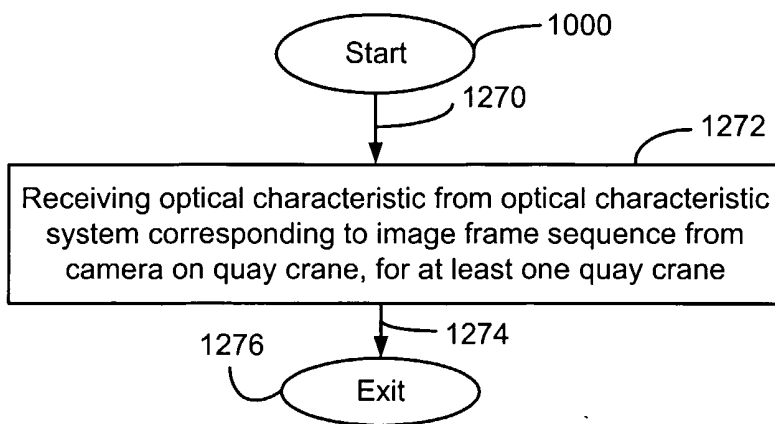 1000
Start
1270
1272
Receiving optical characteristic from optical characteristic
system corresponding to image frame sequence from
camera on quay crane, for at least one quay crane
1274
1276
Exit